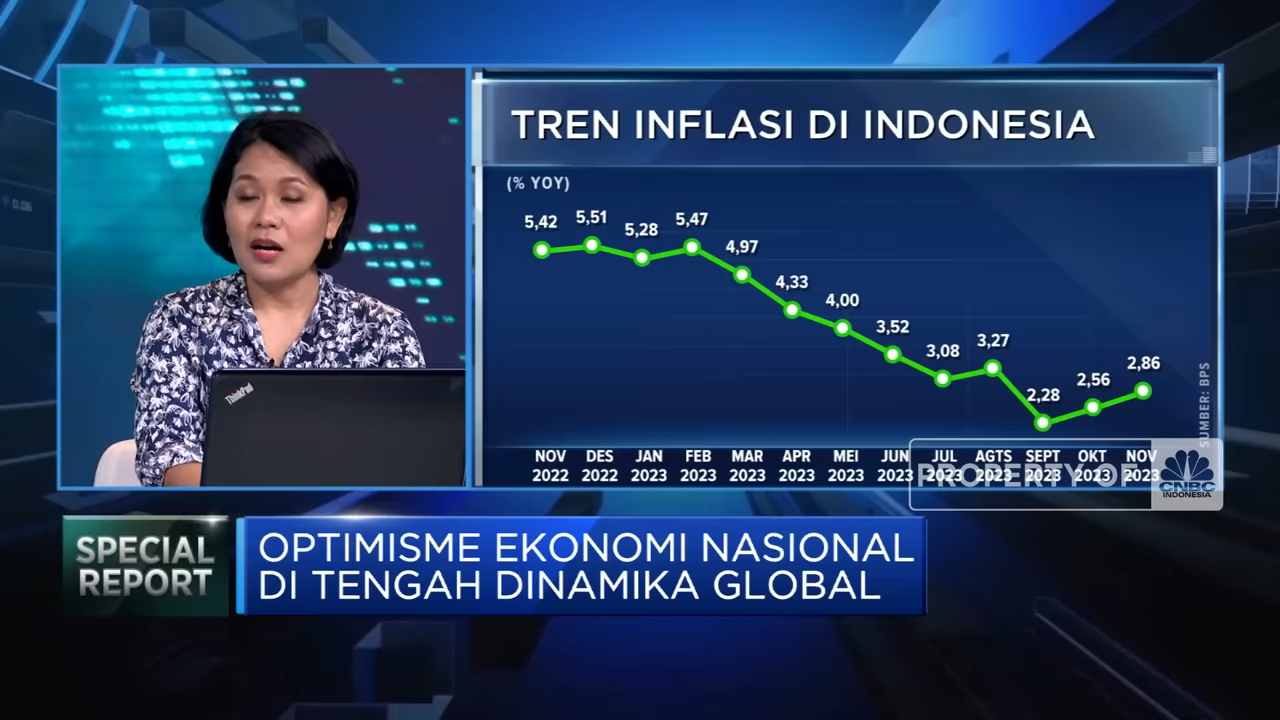 TREN INFLASI DI INDONESIA
(% YOY)
5,42 5,51 5,28 5,47 4,97 4,33 4,00 3,52 3,08 3,27 2,28 2,56 2,86
NOV DES JAN FEB MAR APR MEI JUN JUL AGTS SEPT OKT NOV
2022 2022 2023 2023 2023 2023 2023 2023 2023 2023 2023 2023 2023
SUMBER: BPS
PROPERTY OF
CNBC
INDONESIA
ThinkPad
SPECIAL
REPORT
OPTIMISME EKONOMI NASIONAL
DI TENGAH DINAMIKA GLOBAL